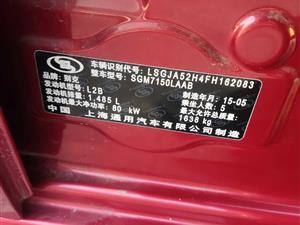 车辆识别代号: LSGJA52H4FH162083
整车型号: SGM7150LAAB
品牌: 别克 制造年月: 15-05
发动机型号: L2B 乘坐人数: 5
发动机排量: 1.485 L 最大允许总质量:
发动机最大净功率: 80 kW 1638 kg
中国 上海通用汽车有限公司制造